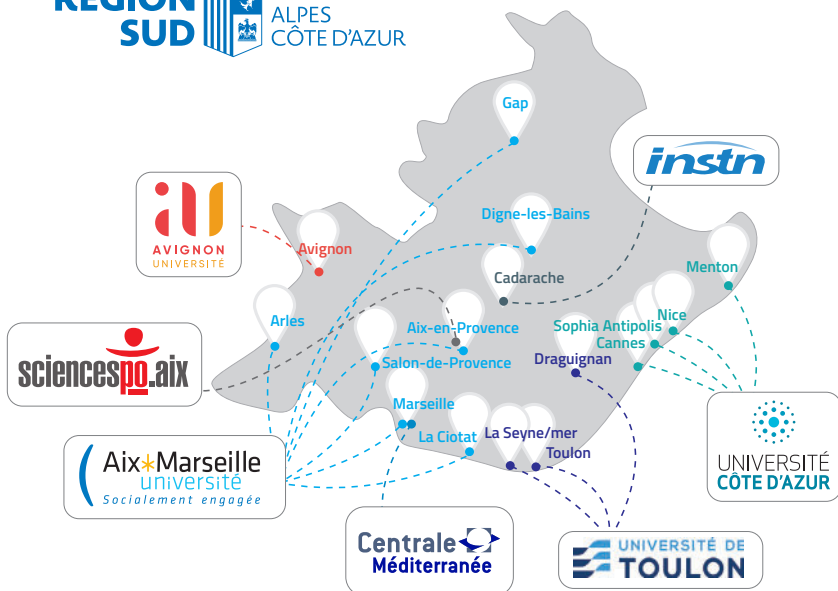 RÉGION
SUD
ALPES
CÔTE D'AZUR
Gap
instn
AVIGNON
UNIVERSITÉ
Digne-les-Bains
Avignon
Menton
Cadarache
Arles
Nice
Aix-en-Provence
Sophia Antipolis
Cannes
sciencespo.aix
Salon-de-Provence
Draguignan
Marseille
La Ciotat
La Seyne/mer
Toulon
Aix*Marseille
université
Socialement engagée
UNIVERSITÉ
CÔTE D'AZUR
Centrale
Méditerranée
UNIVERSITÉ DE
TOULON